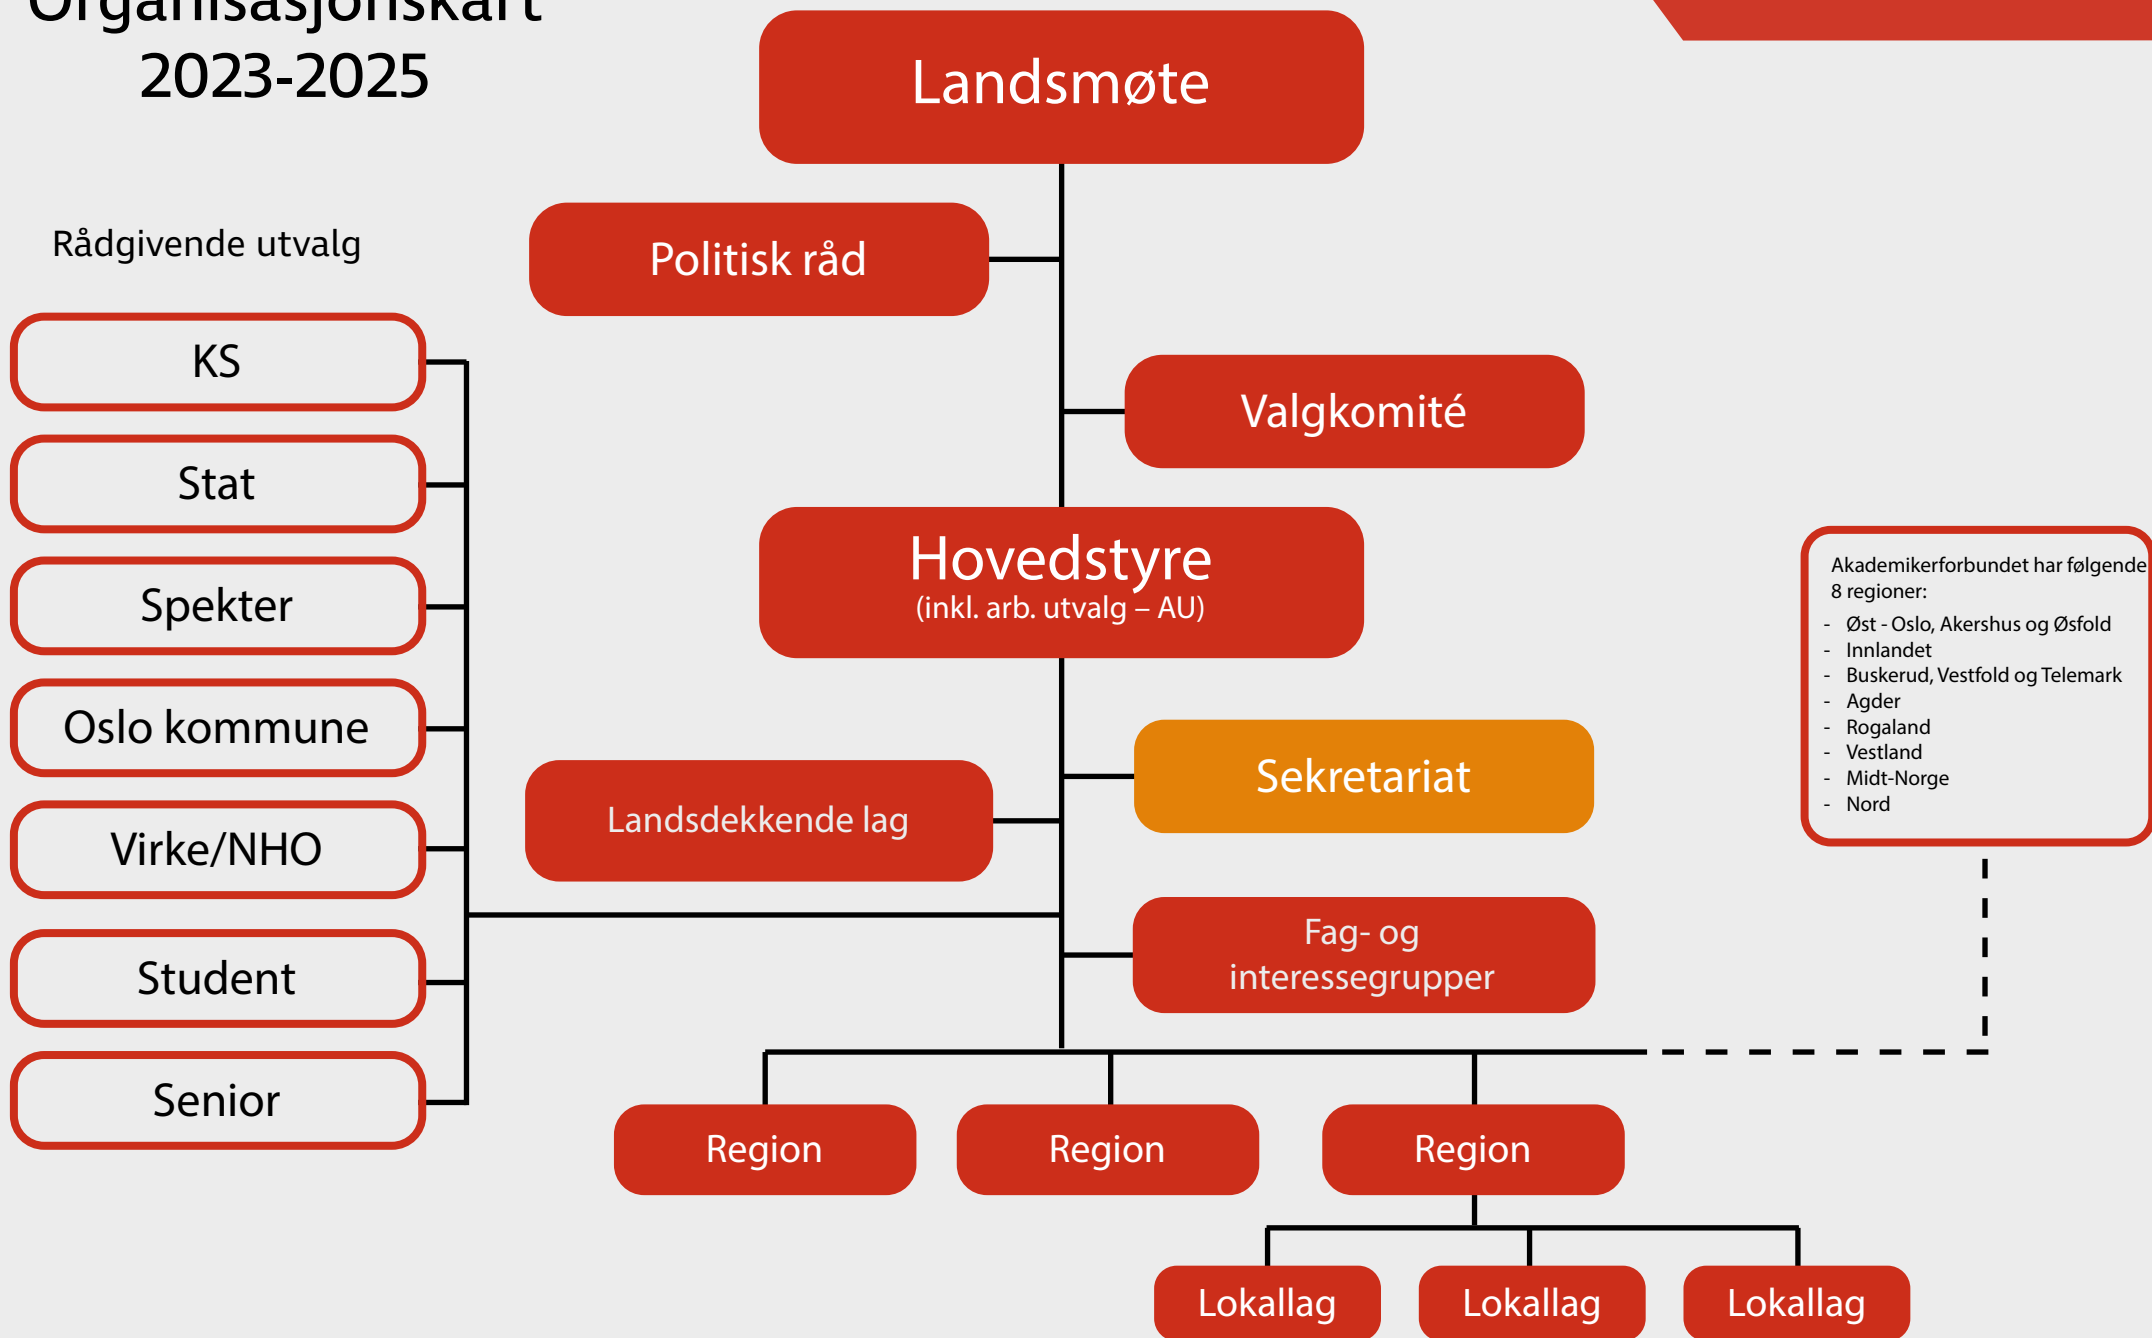 Organisasjonskart
2023-2025
Landsmøte
Politisk råd
Rådgivende utvalg
KS
Stat
Spekter
Oslo kommune
Virke/NHO
Student
Senior
Valgkomité
Hovedstyre
(inkl. arb. utvalg – AU)
Sekretariat
Landsdekkende lag
Fag- og
interessegrupper
Akademikerforbundet har følgende
8 regioner:
- Øst - Oslo, Akershus og Øsfold
- Innlandet
- Buskerud, Vestfold og Telemark
- Agder
- Rogaland
- Vestland
- Midt-Norge
- Nord
Region
Region
Region
Lokallag
Lokallag
Lokallag